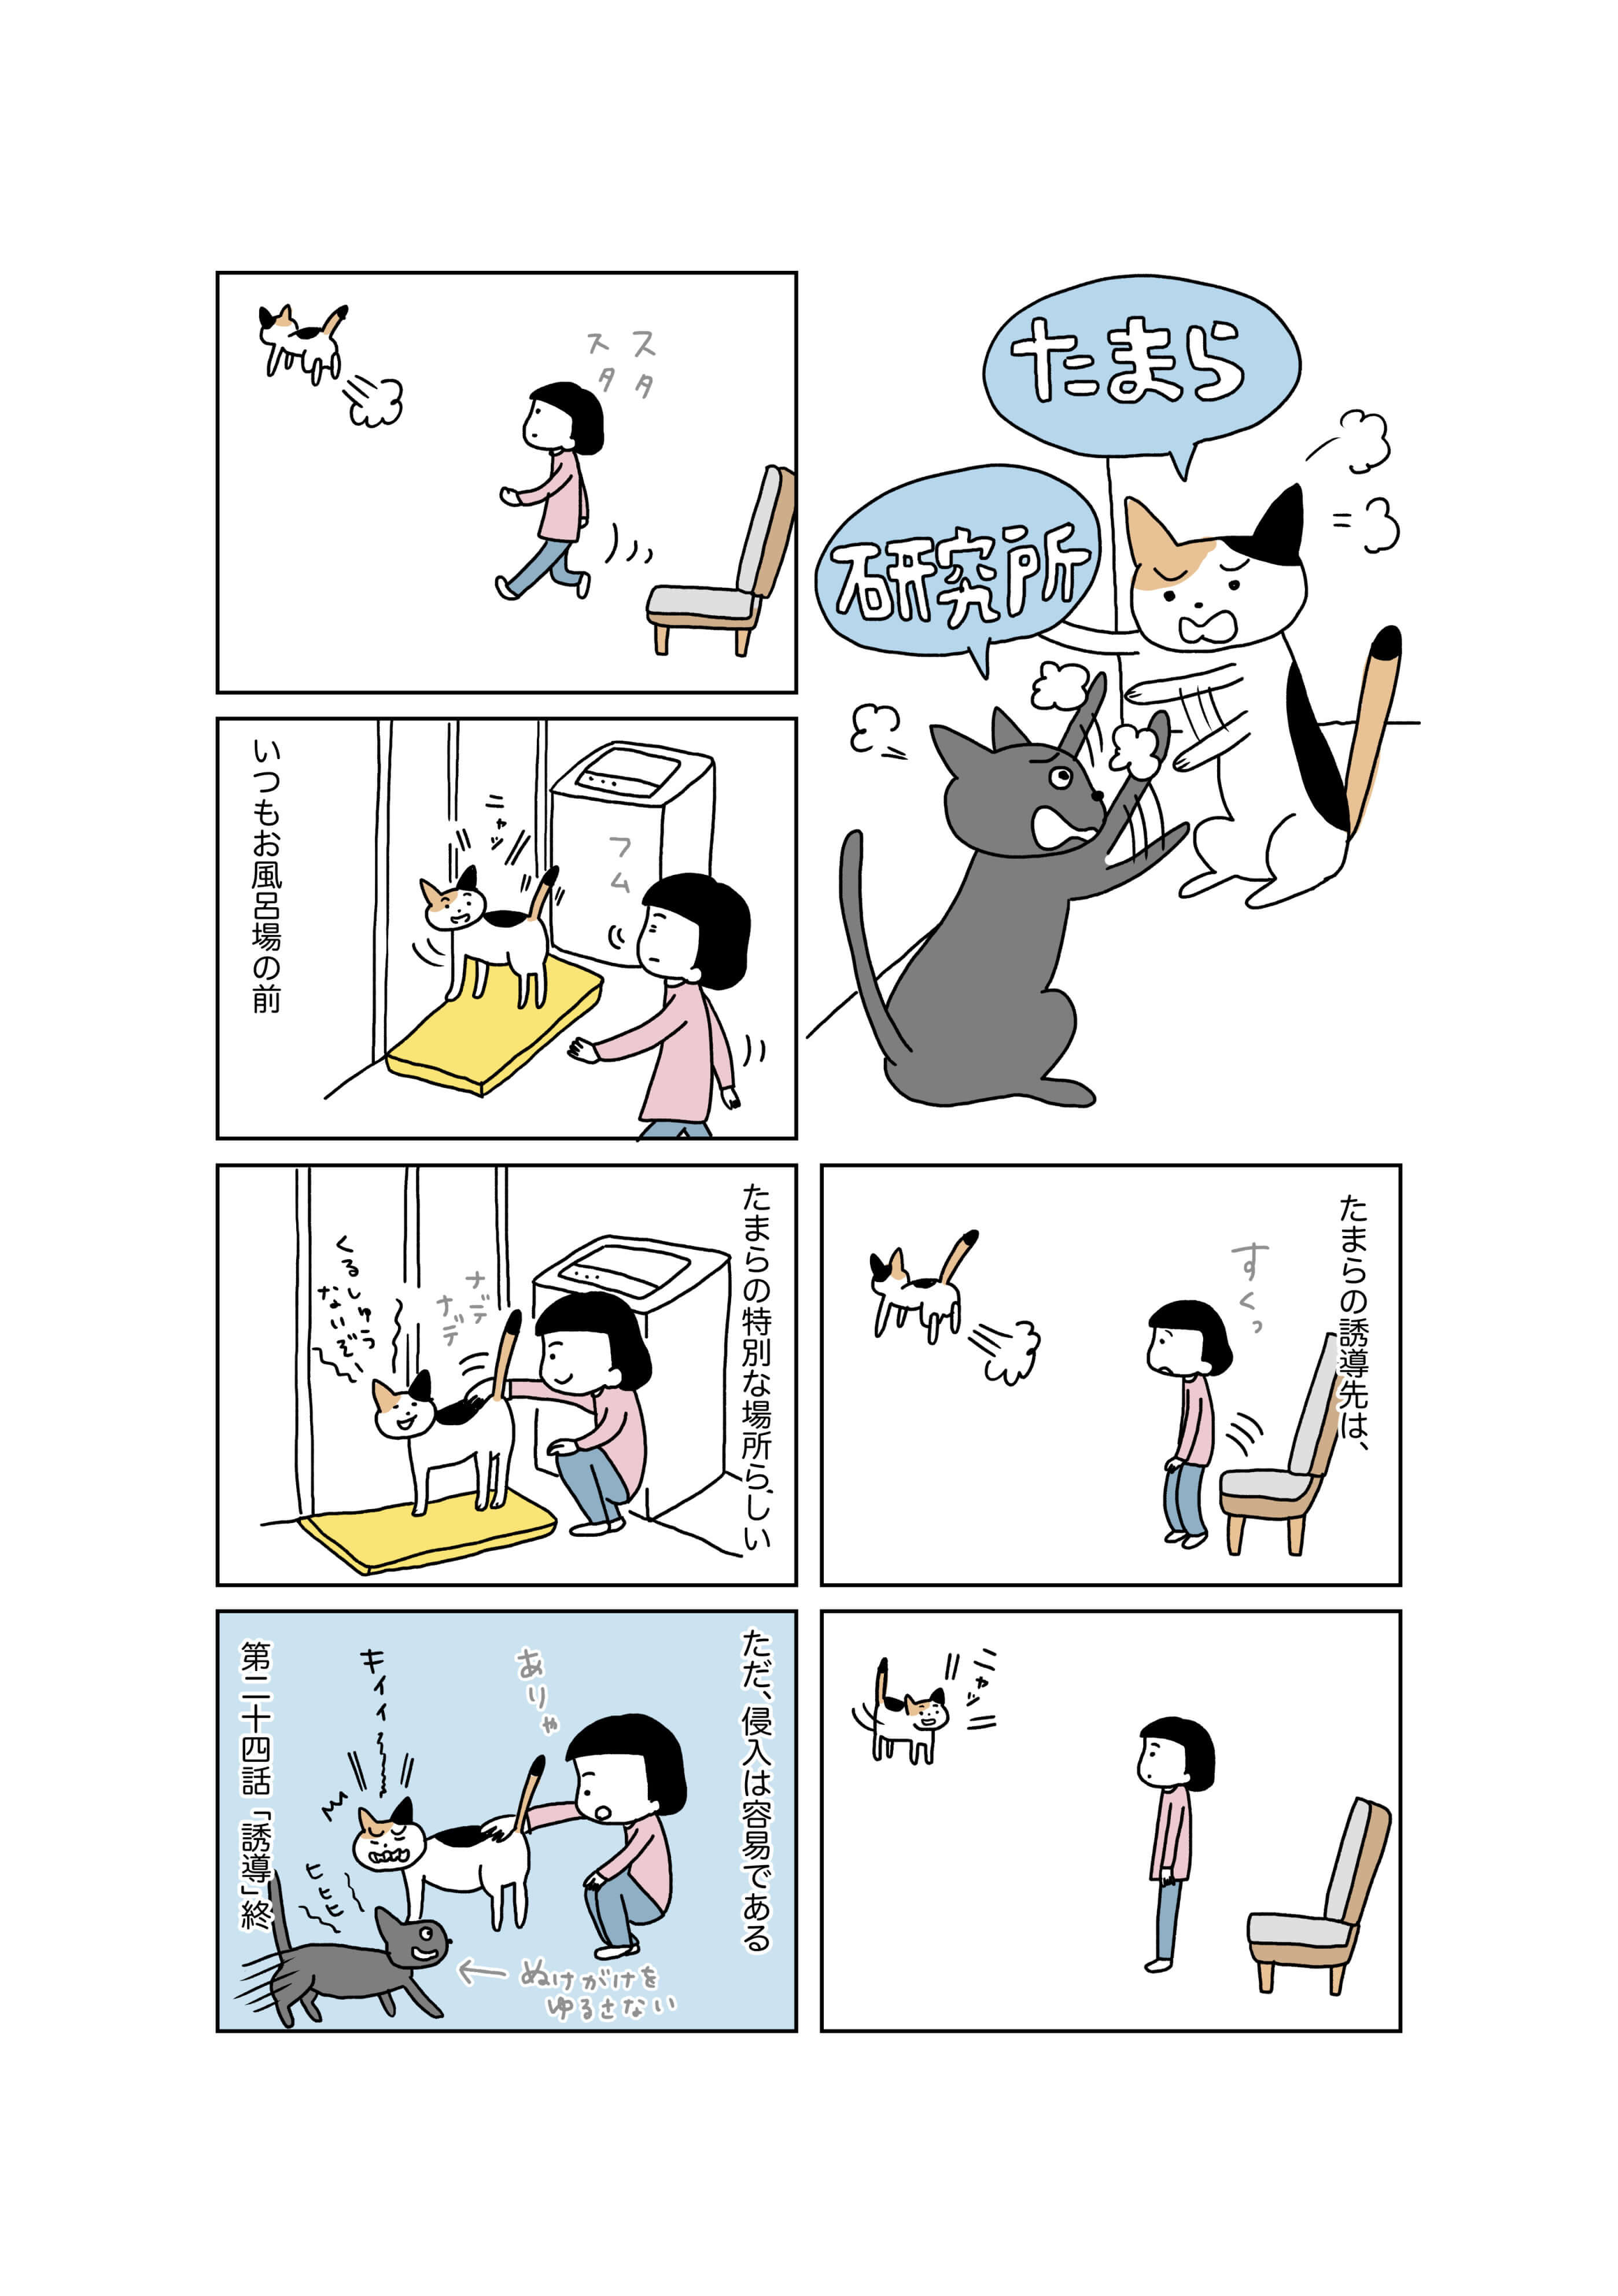 たまら
研究所
たまらの誘導先は、
すくっ
ニャッ
スタ
スタ
いつもお風呂場の前
ニャッ
フム
たまらの特別な場所らしい
ナデ
ナデ
くるしゅう
ないぞ、
ただ、侵入は容易である
ありゃ
キイィー
ヒヒヒ
ぬけがけを
ゆるさない
第二十四話「誘導」終